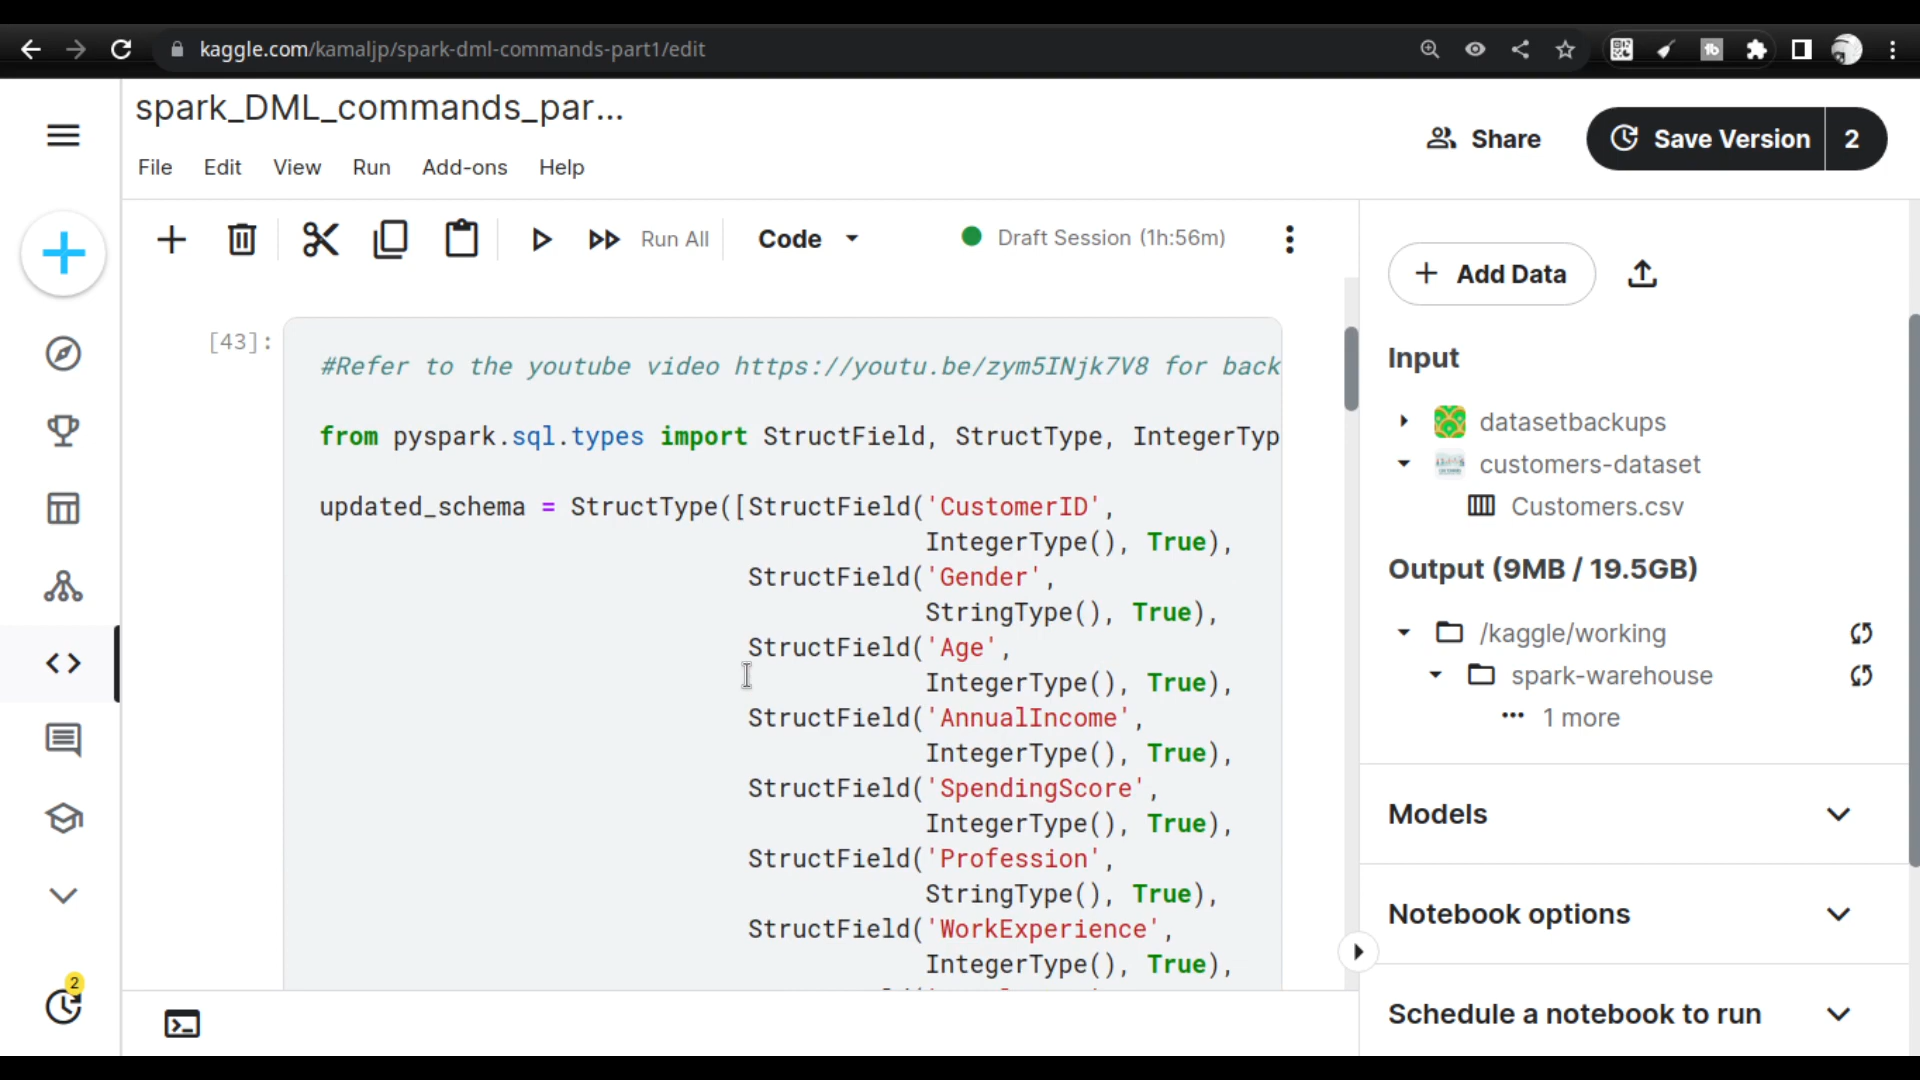 kaggle.com/kamaljp/spark-dml-commands-part1/edit
spark_DML_commands_par...
Share
Save Version
2
File Edit View Run Add-ons Help
Run All
Code
Draft Session (1h:56m)
Add Data
[43]:
#Refer to the youtube video https://youtu.be/zym5INjk7V8 for back
from pyspark.sql.types import StructField, StructType, IntegerTyp
updated_schema = StructType([StructField('CustomerID',
IntegerType(), True),
StructField('Gender',
StringType(), True),
StructField('Age',
IntegerType(), True),
StructField('AnnualIncome',
IntegerType(), True),
StructField('SpendingScore',
IntegerType(), True),
StructField('Profession',
StringType(), True),
StructField('WorkExperience',
IntegerType(), True),
Input
datasetbackups
customers-dataset
Customers.csv
Output (9MB / 19.5GB)
/kaggle/working
spark-warehouse
1 more
Models
Notebook options
Schedule a notebook to run
2